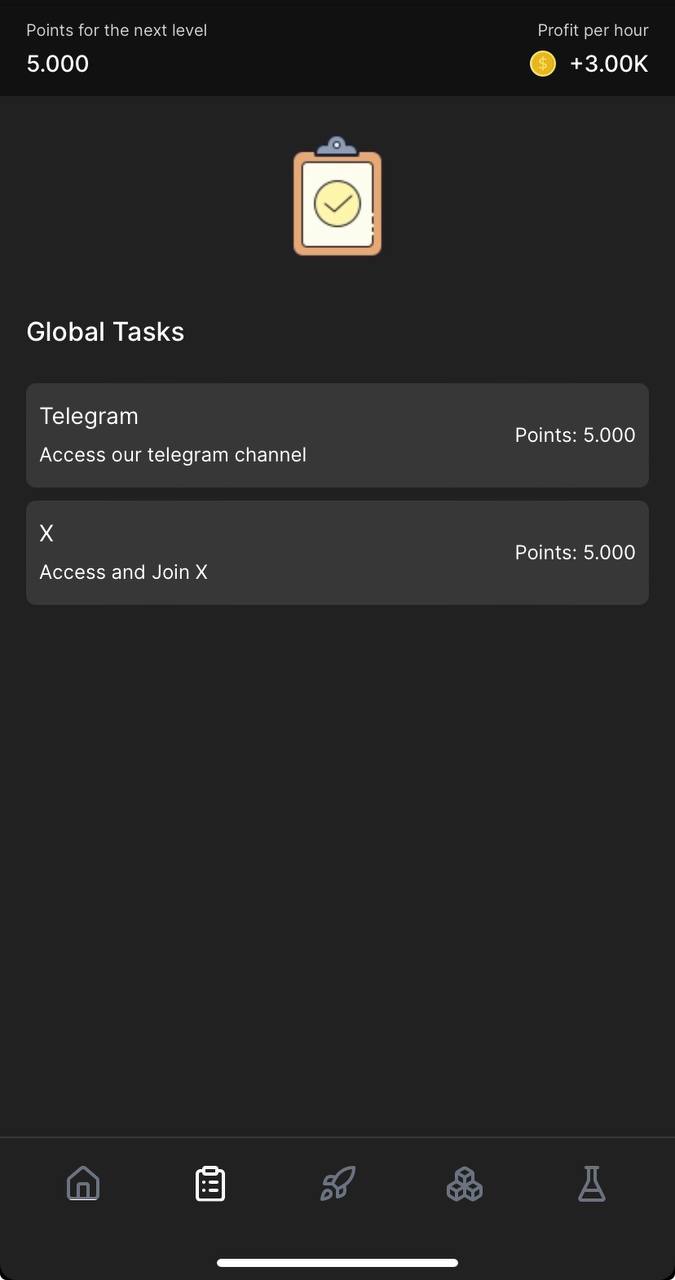 Points for the next level
Profit per hour
5.000
+3.00K
Global Tasks
Telegram
Access our telegram channel
Points: 5.000
X
Access and Join X
Points: 5.000